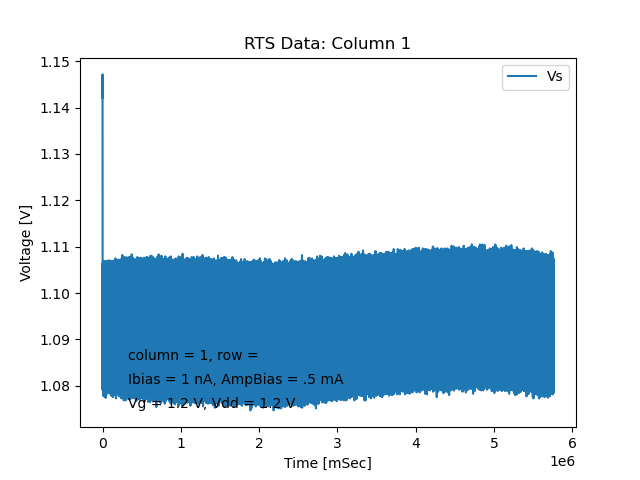 RTS Data: Column 1
Vs
Voltage [V]
1.15
1.14
1.13
1.12
1.11
1.10
1.09
1.08
column = 1, row =
Ibias = 1 nA, AmpBias = .5 mA
Vg = 1.2 V, Vdd = 1.2 V
0 1 2 3 4 5 6
1e6
Time [mSec]